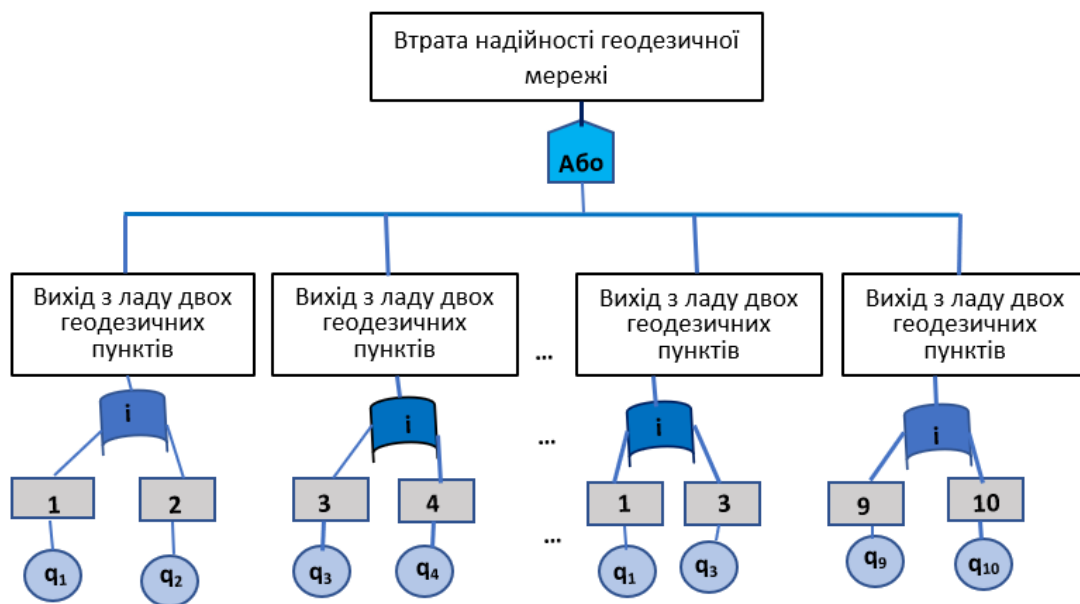 Втрата надійності геодезичної
мережі
Або
Вихід з ладу двох
геодезичних
пунктів
Вихід з ладу двох
геодезичних
пунктів
...
Вихід з ладу двох
геодезичних
пунктів
Вихід з ладу двох
геодезичних
пунктів
і
і
...
і
і
1
2
3
4
1
3
9
10
q₁
q₂
q₃
q₄
...
q₁
q₃
q₉
q₁₀